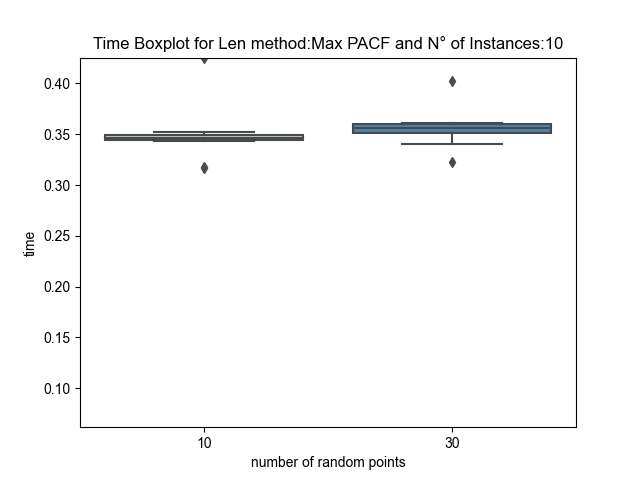 Time Boxplot for Len method:Max PACF and N° of Instances:10
0.40
0.35
0.30
0.25
0.20
0.15
0.10
time
10 30
number of random points